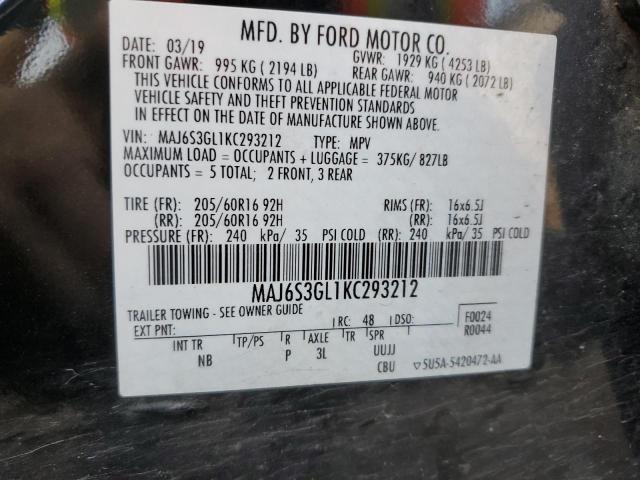 MFD. BY FORD MOTOR CO.
DATE: 03/19 GVWR: 1929 KG ( 4253 LB)
FRONT GAWR: 995 KG ( 2194 LB) REAR GAWR: 940 KG ( 2072 LB)
THIS VEHICLE CONFORMS TO ALL APPLICABLE FEDERAL MOTOR
VEHICLE SAFETY AND THEFT PREVENTION STANDARDS
IN EFFECT ON THE DATE OF MANUFACTURE SHOWN ABOVE.
VIN: MAJ6S3GL1KC293212 TYPE: MPV
MAXIMUM LOAD = OCCUPANTS + LUGGAGE = 375KG/ 827LB
OCCUPANTS = 5 TOTAL; 2 FRONT, 3 REAR
TIRE (FR): 205/60R16 92H RIMS (FR): 16x6.5J
(RR): 205/60R16 92H (RR): 16x6.5J
PRESSURE (FR): 240 kPa/ 35 PSI COLD (RR): 240 kPa/ 35 PSI COLD
MAJ6S3GL1KC293212
TRAILER TOWING - SEE OWNER GUIDE
EXT PNT: RC: 48 DSO: F0024
R0044
INT TR TP/PS R AXLE TR SPR
NB P 3L UUJJ
CBU 5U5A-5420472-AA